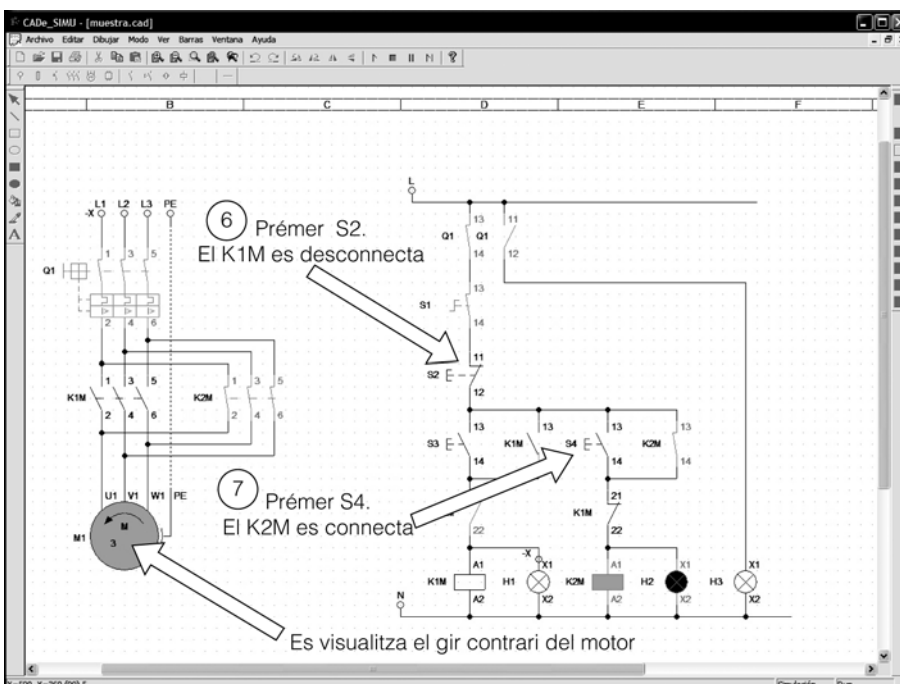 CADe_SIMU - [muestra.cad]
Archivo Editar Dibujar Modo Ver Barras Ventana Ayuda
B C D E F
L
L1 L2 L3 PE
-X
6 Prémer S2.
El K1M es desconnecta
13 11
Q1 Q1
14 12
Q1
1 3 5
2 4 6
13
S1
14
11
S2
12
1 3 5
K1M
2 4 6
1 3 5
K2M
2 4 6
13 13 13 13
S3 K1M S4 K2M
14 14 14
7 Prémer S4.
El K2M es connecta
U1 V1 W1 PE
M1 M
3
22
21
K1M
22
-X
A1 X1 A1 X1 X1
K1M H1 K2M H2 H3
A2 X2 A2 X2 X2
N
Es visualitza el gir contrari del motor